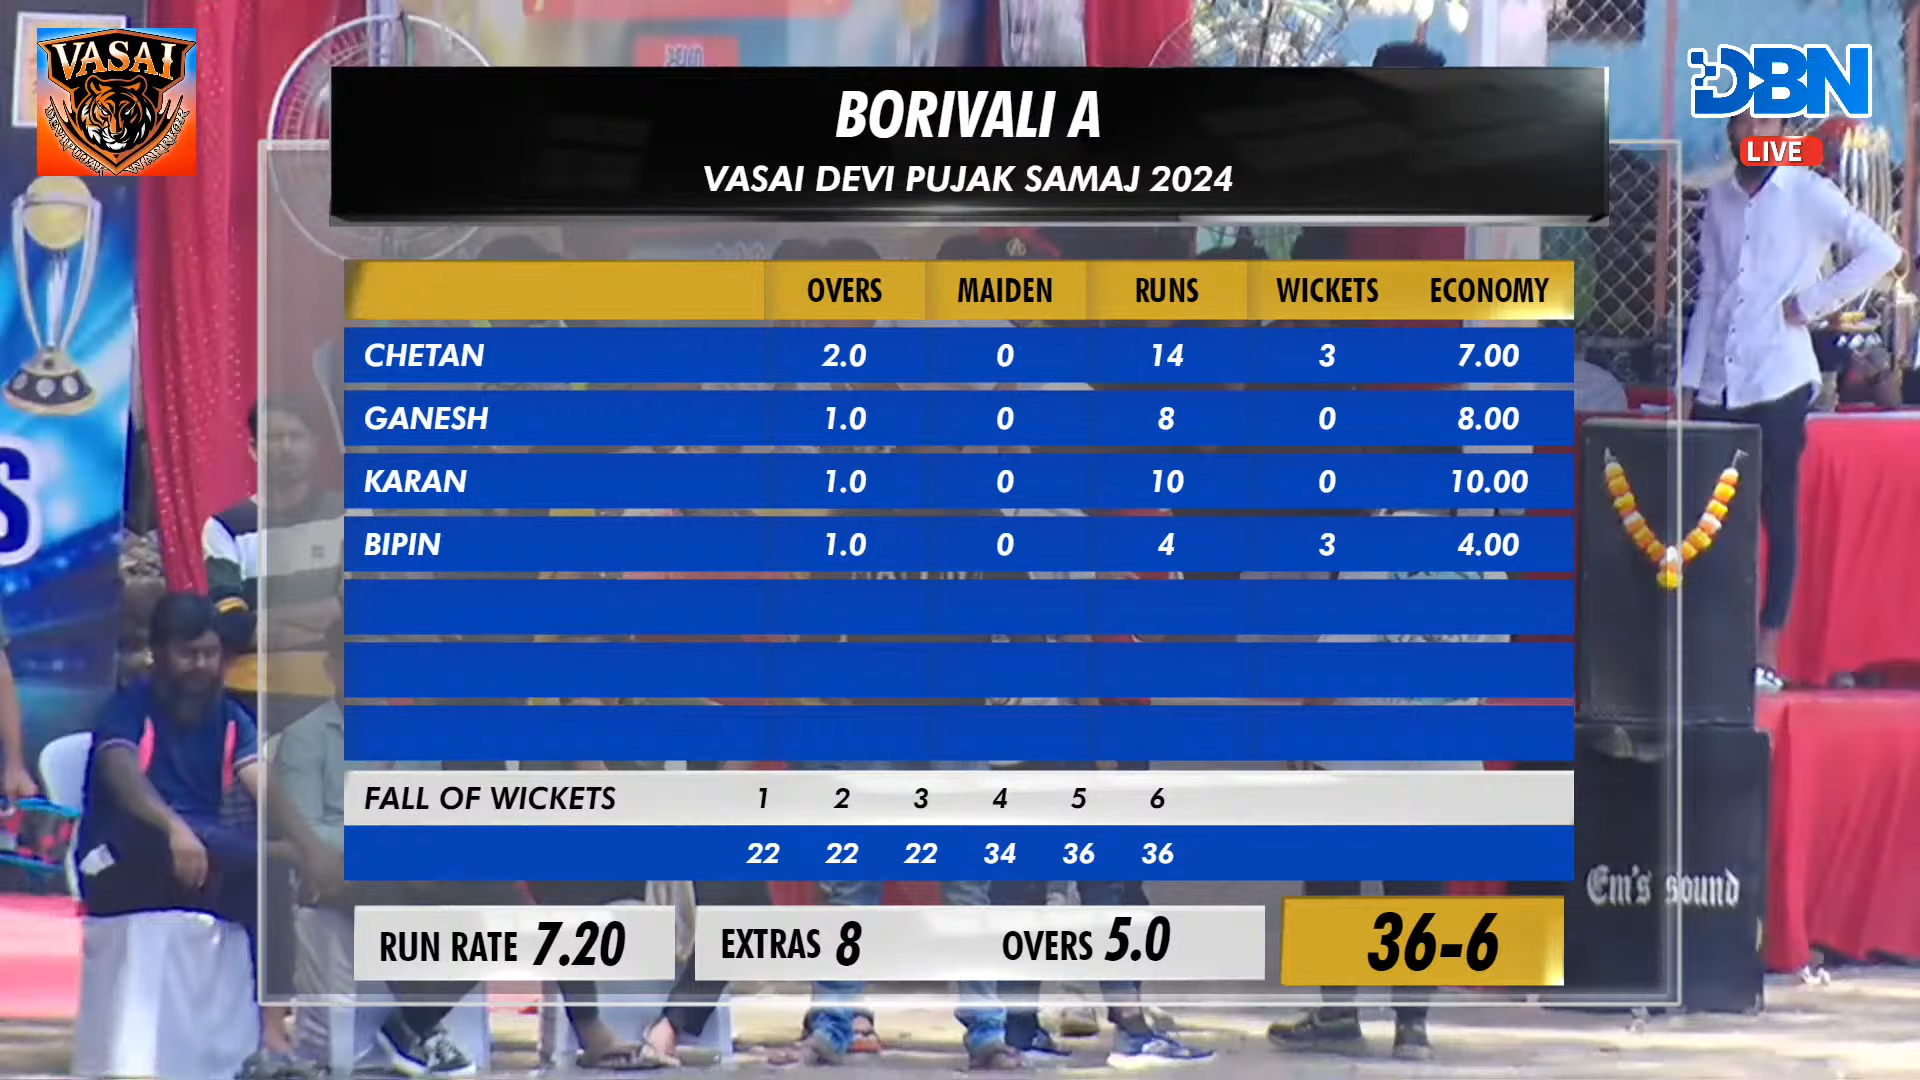 VASAI
DEVIPUJAK WARRIOR
DBN
LIVE
BORIVALI A
VASAI DEVI PUJAK SAMAJ 2024
OVERS MAIDEN RUNS WICKETS ECONOMY
CHETAN 2.0 0 14 3 7.00
GANESH 1.0 0 8 0 8.00
KARAN 1.0 0 10 0 10.00
BIPIN 1.0 0 4 3 4.00
FALL OF WICKETS 1 2 3 4 5 6
22 22 22 34 36 36
RUN RATE 7.20 EXTRAS 8 OVERS 5.0 36-6
S
Em's sound